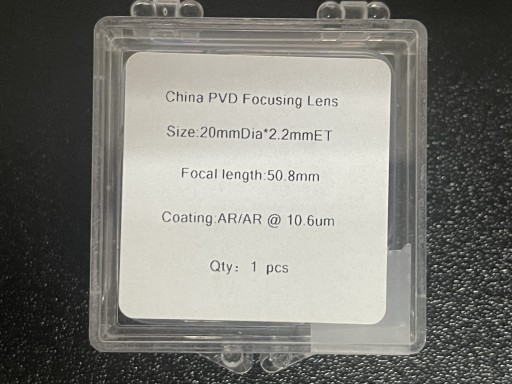 China PVD Focusing Lens
Size:20mmDia*2.2mmET
Focal length:50.8mm
Coating:AR/AR @ 10.6um
Qty: 1 pcs